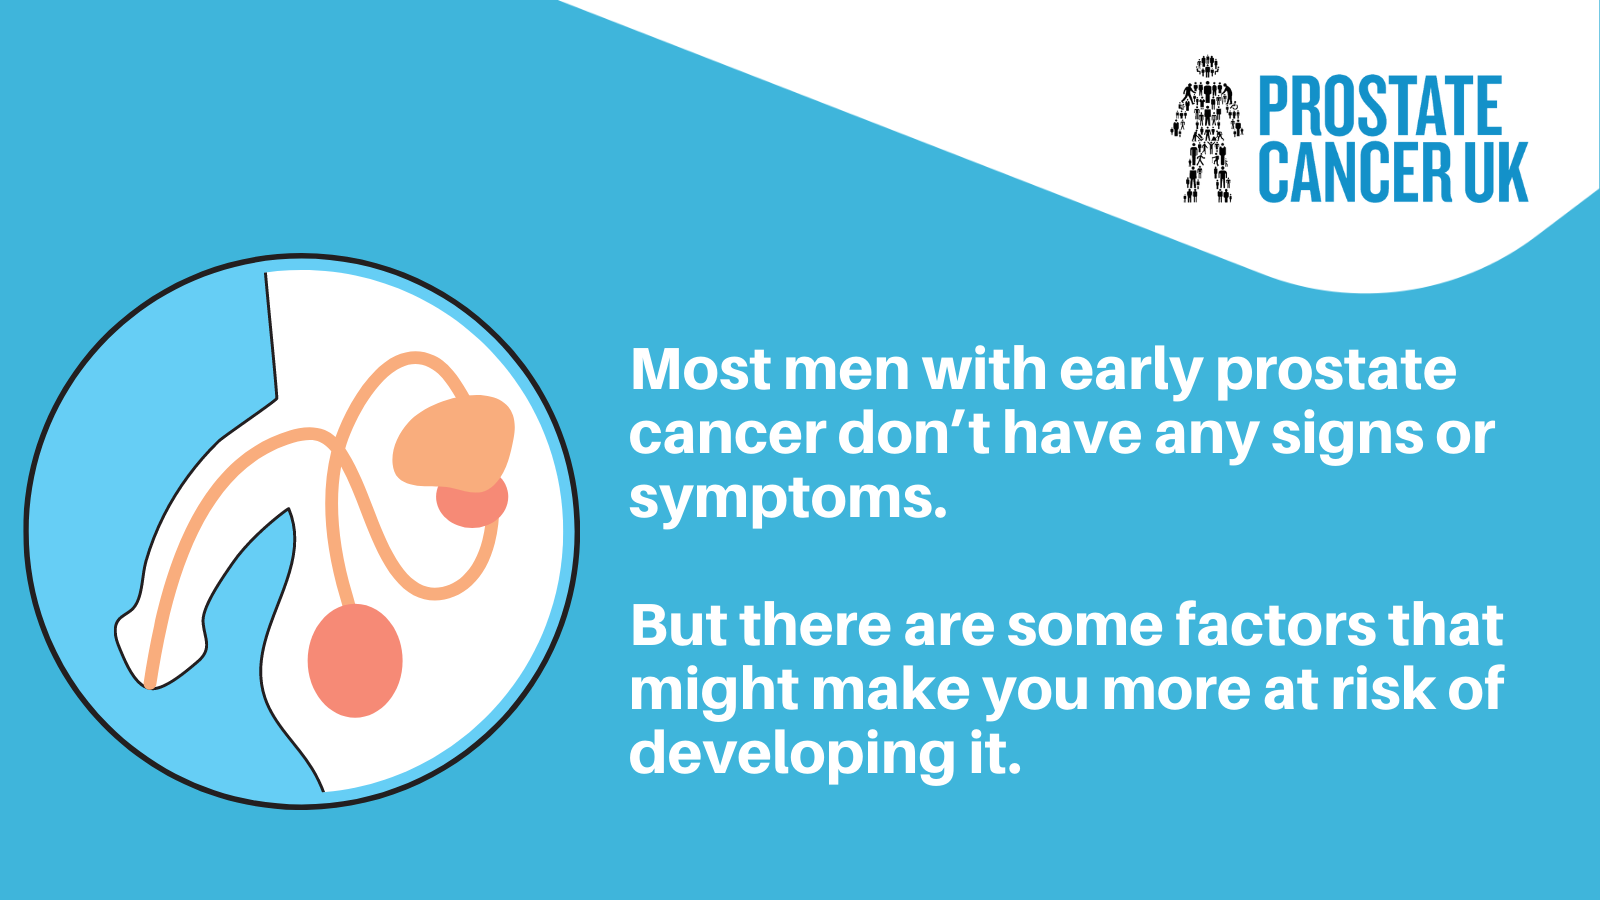 PROSTATE
CANCER UK
Most men with early prostate
cancer don’t have any signs or
symptoms.
But there are some factors that
might make you more at risk of
developing it.